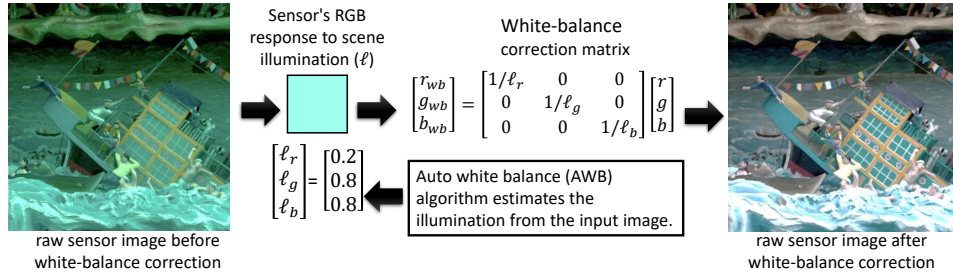 Sensor's RGB
response to scene
illumination (ℓ)
White-balance
correction matrix
[r_wb]   [1/ℓ_r 0 0] [r]
[g_wb] = [0 1/ℓ_g 0] [g]
[b_wb]   [0 0 1/ℓ_b] [b]
[ℓ_r]   [0.2]
[ℓ_g] = [0.8]
[ℓ_b]   [0.8]
Auto white balance (AWB)
algorithm estimates the
illumination from the input image.
raw sensor image before
white-balance correction
raw sensor image after
white-balance correction